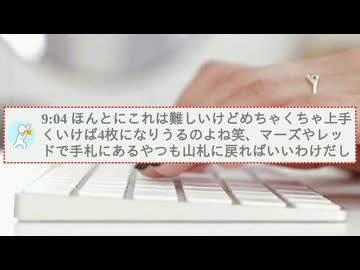 9:04 ほんとにこれは難しいけどめちゃくちゃ上手
くいけば4枚になりうるのよね笑、マーズやレッ
ドで手札にあるやつも山札に戻ればいいわけだし